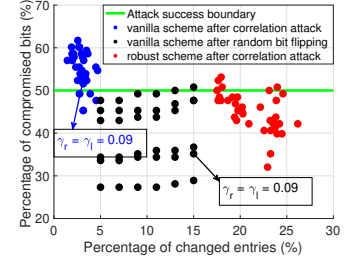 Percentage of compromised bits (%)
70
60
50
40
30
20
Attack success boundary
vanilla scheme after correlation attack
vanilla scheme after random bit flipping
robust scheme after correlation attack
γr = γl = 0.09
γr = γl = 0.09
0 5 10 15 20 25 30
Percentage of changed entries (%)